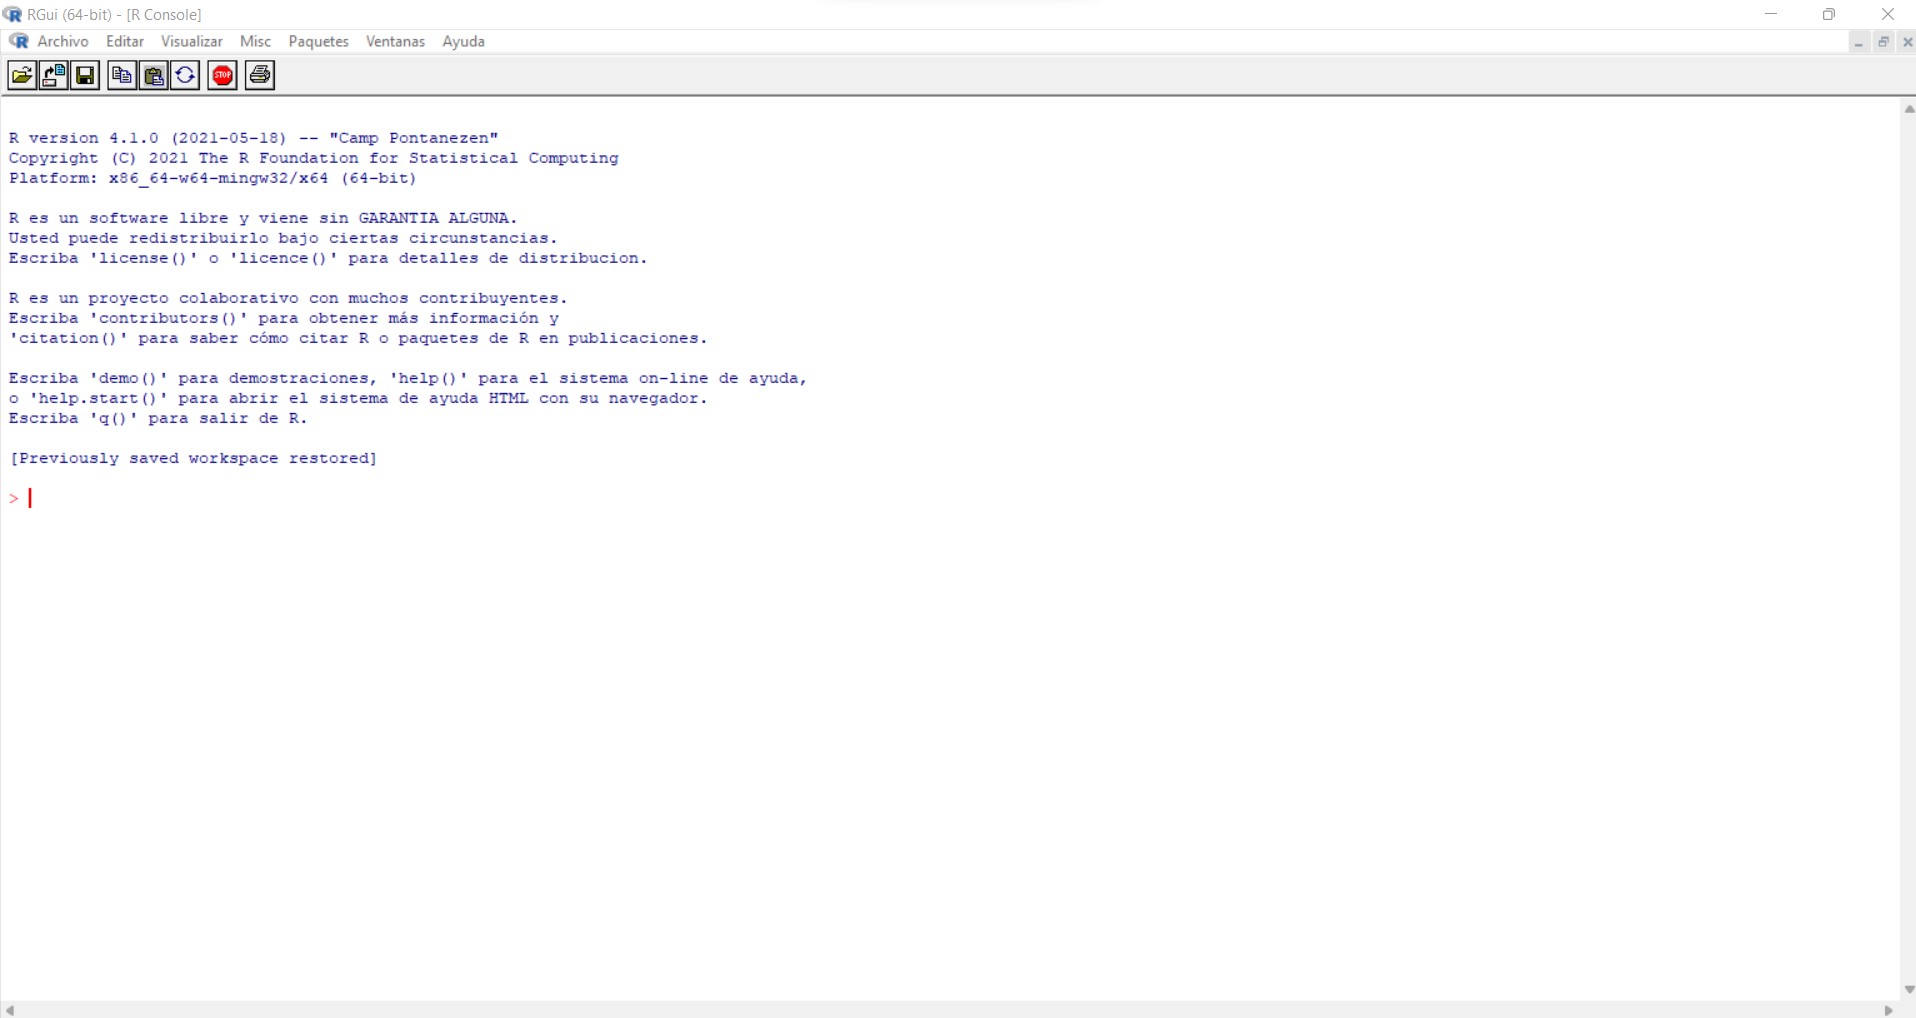 RGui (64-bit) - [R Console]
Archivo Editar Visualizar Misc Paquetes Ventanas Ayuda
STOP
R version 4.1.0 (2021-05-18) -- "Camp Pontanezen"
Copyright (C) 2021 The R Foundation for Statistical Computing
Platform: x86_64-w64-mingw32/x64 (64-bit)
R es un software libre y viene sin GARANTIA ALGUNA.
Usted puede redistribuirlo bajo ciertas circunstancias.
Escriba 'license()' o 'licence()' para detalles de distribucion.
R es un proyecto colaborativo con muchos contribuyentes.
Escriba 'contributors()' para obtener más información y
'citation()' para saber cómo citar R o paquetes de R en publicaciones.
Escriba 'demo()' para demostraciones, 'help()' para el sistema on-line de ayuda,
o 'help.start()' para abrir el sistema de ayuda HTML con su navegador.
Escriba 'q()' para salir de R.
[Previously saved workspace restored]
>